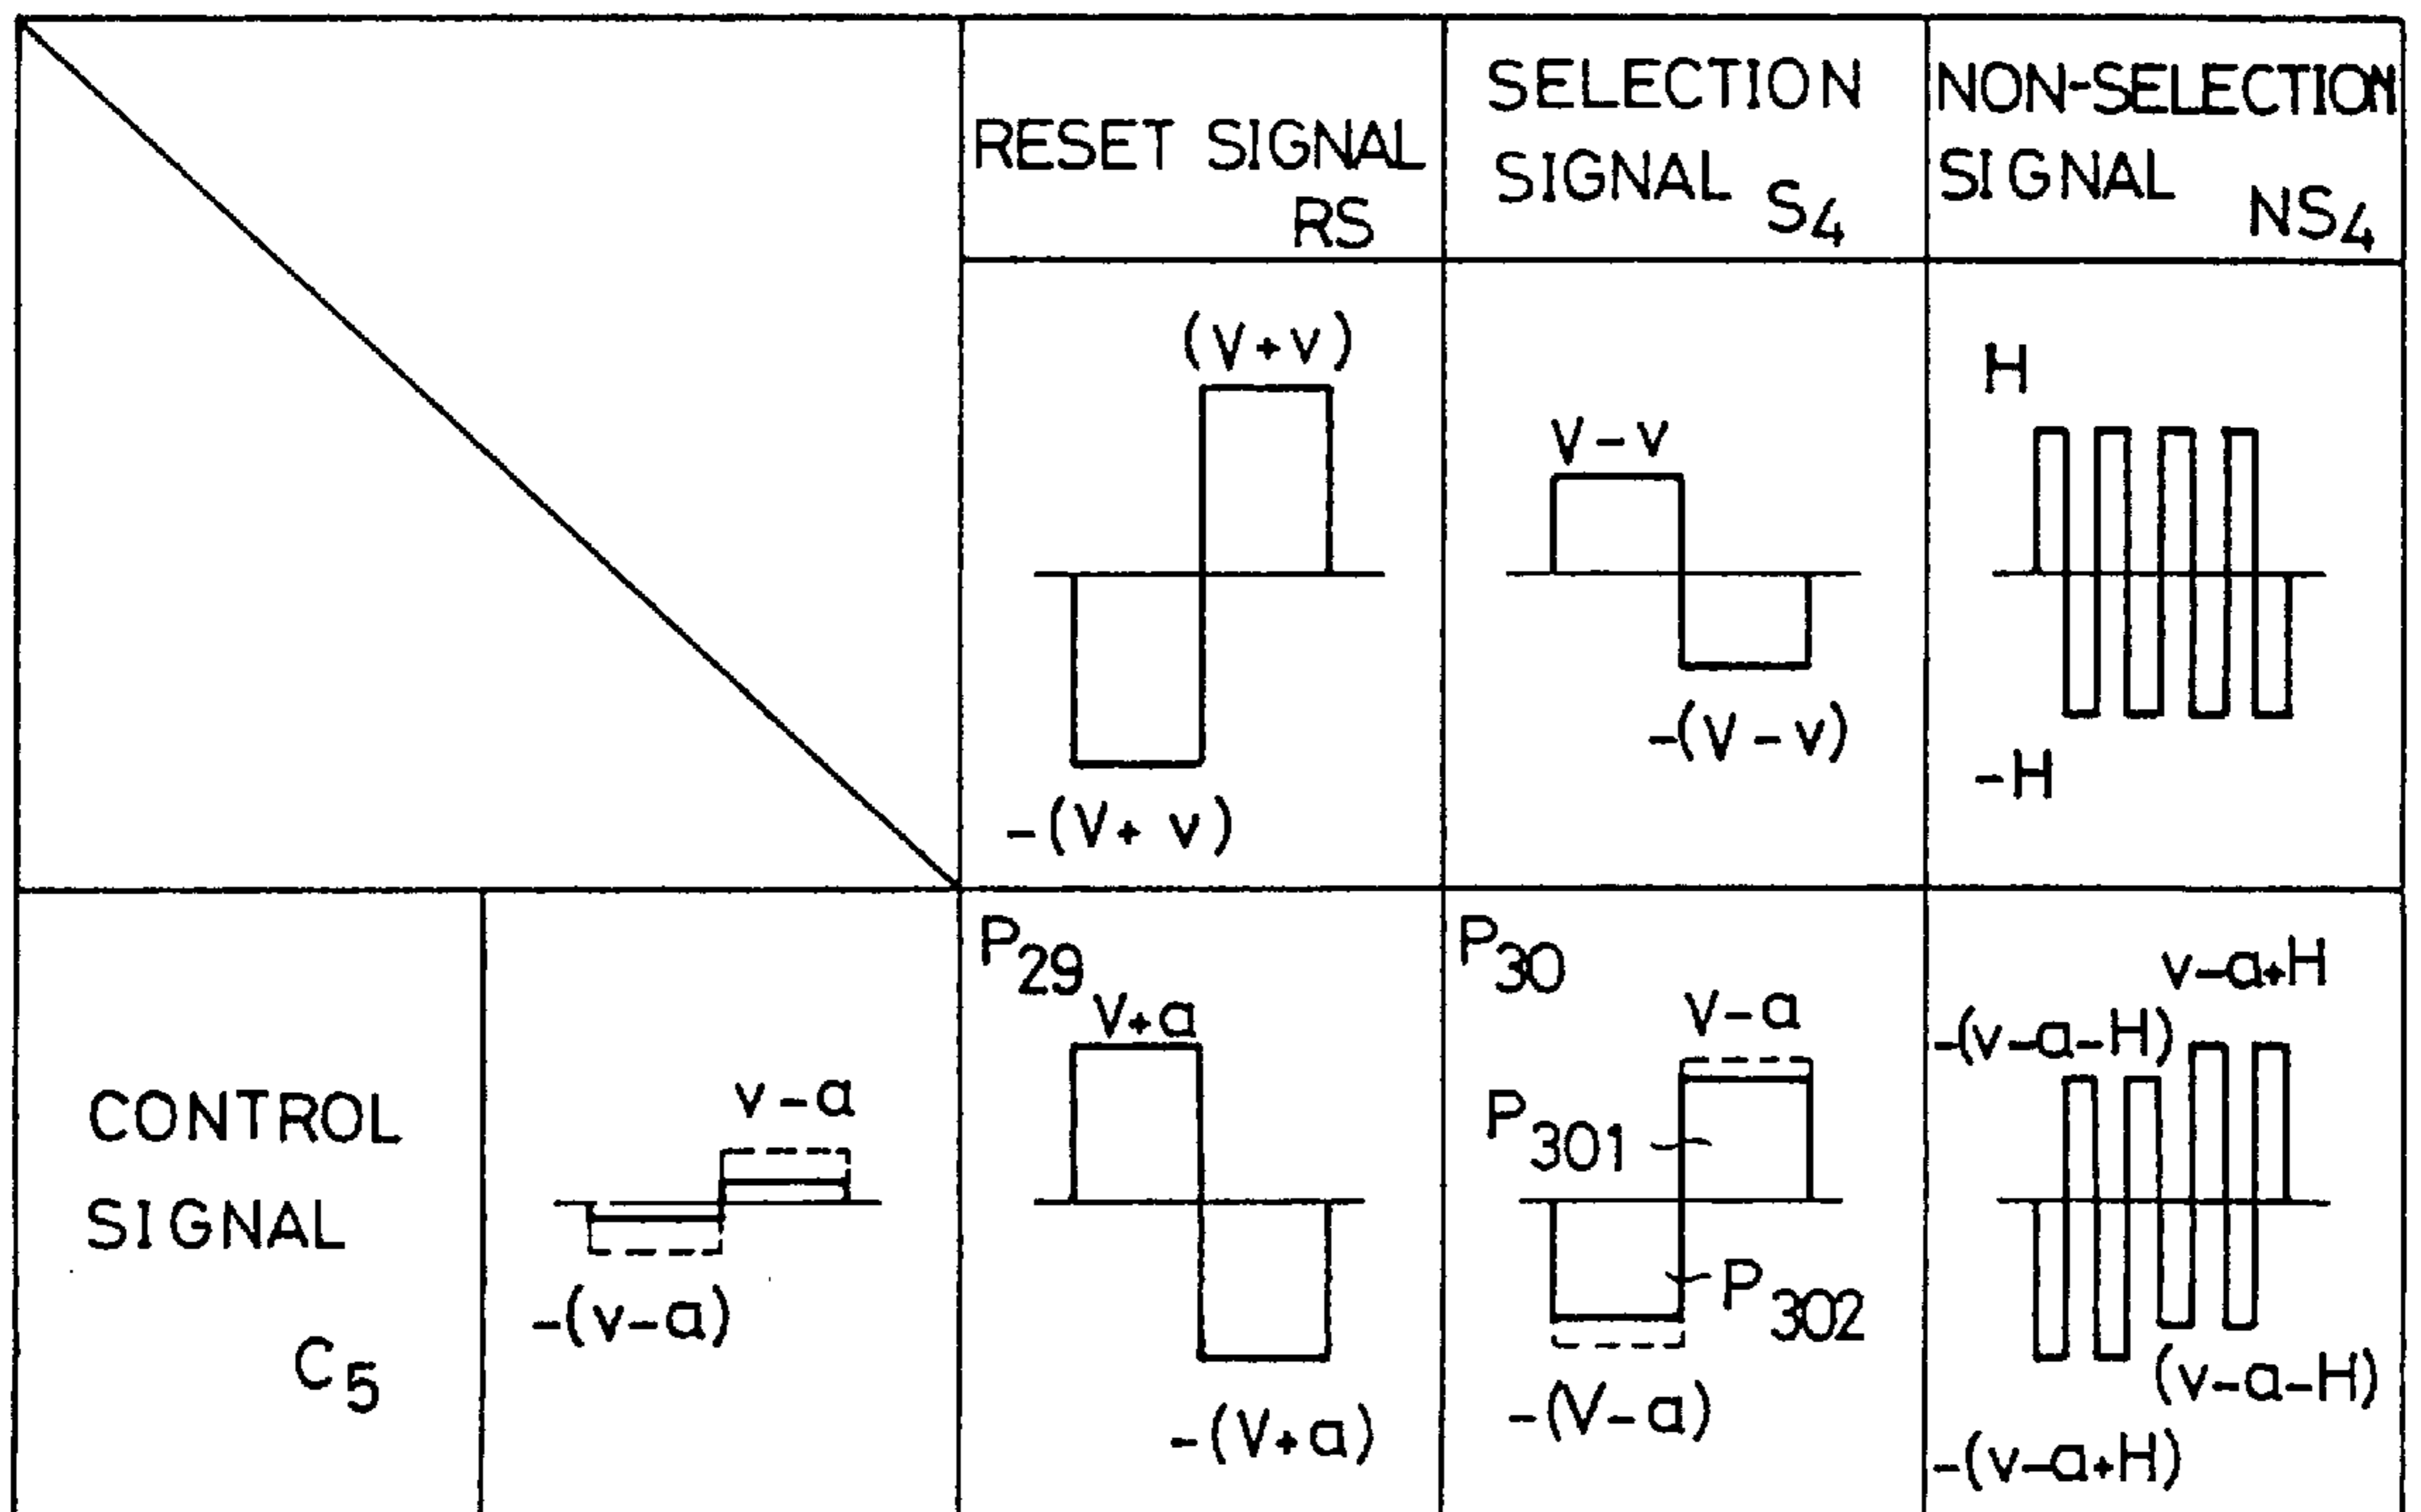 RESET SIGNAL
RS
SELECTION
SIGNAL S4
NON-SELECTION
SIGNAL NS4
(V+v)
-(V+ v)
V-v
-(V-v)
H
-H
CONTROL
SIGNAL
C5
v-a
-(v-a)
P29
V+a
-(V+a)
P30
V-a
P301
P302
-(V-a)
v-a+H
-(v-a-H)
(v-a-H)
-(v-a+H)